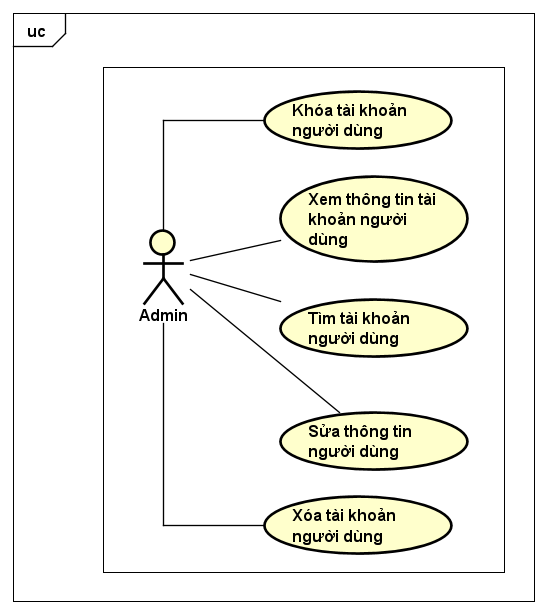 uc
Khóa tài khoản
người dùng
Xem thông tin tài
khoản người
dùng
Admin
Tìm tài khoản
người dùng
Sửa thông tin
người dùng
Xóa tài khoản
người dùng